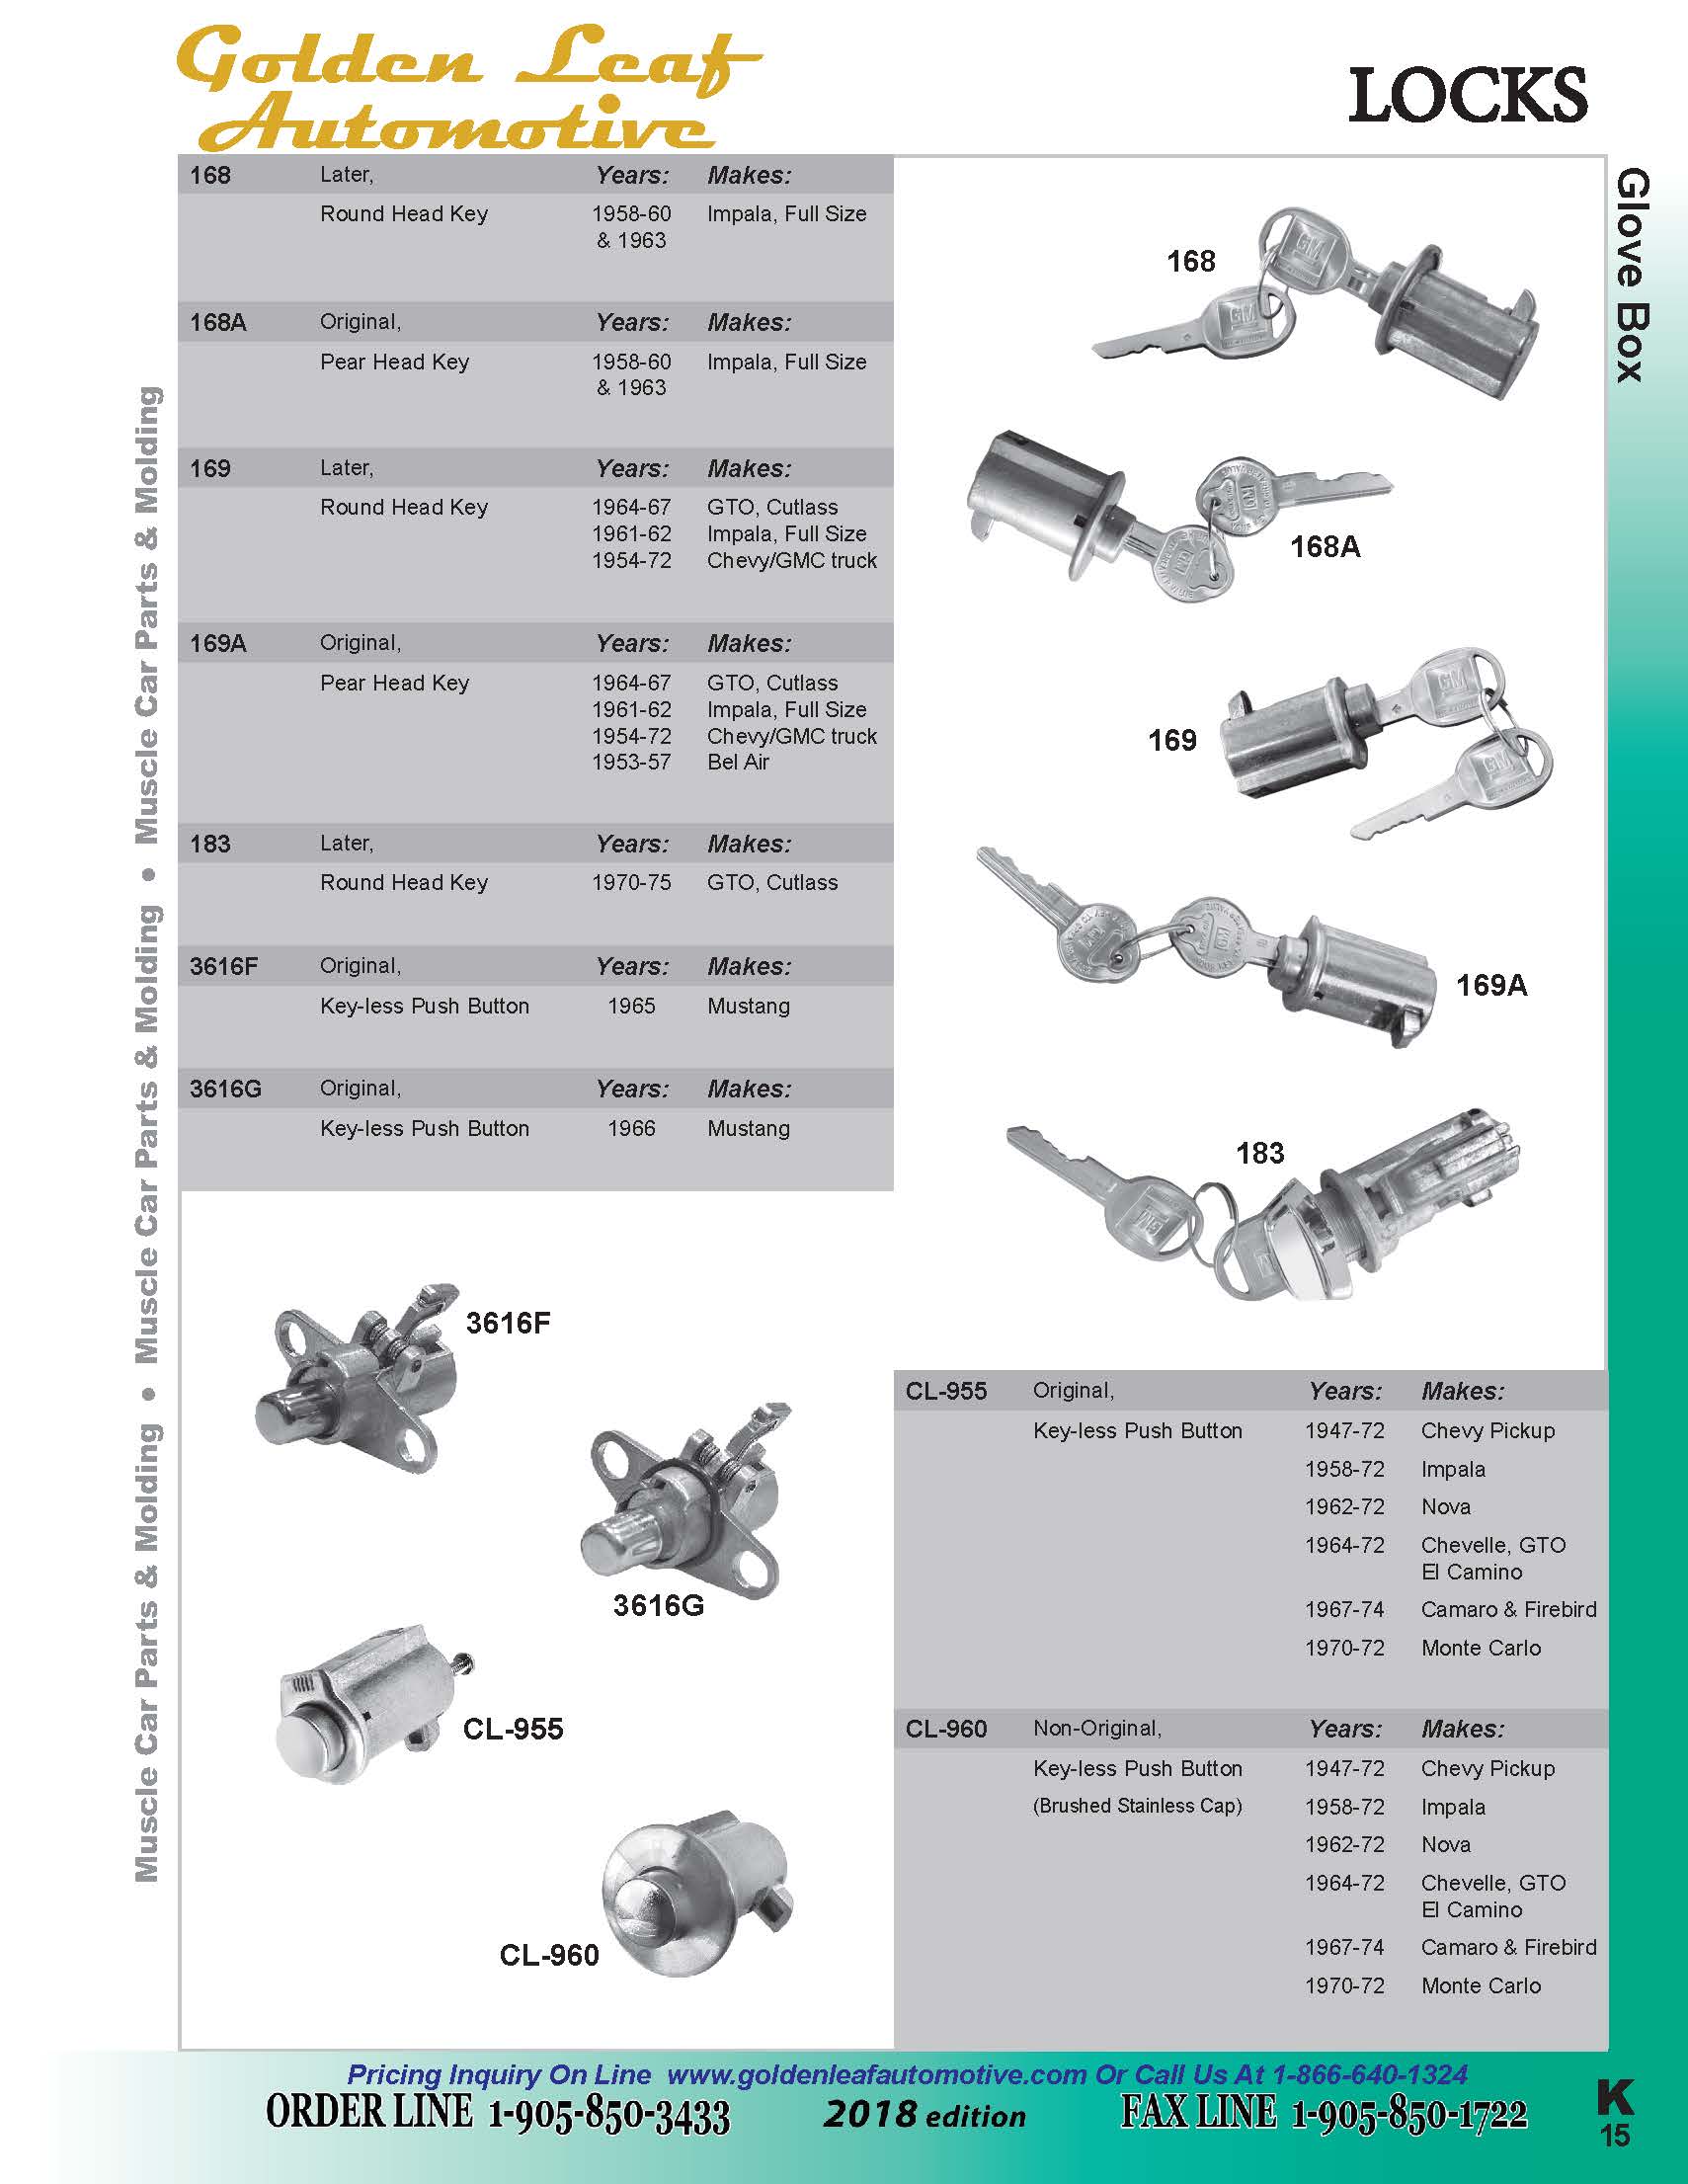 Golden Leaf
Automotive
LOCKS
Glove Box
Muscle Car Parts & Molding • Muscle Car Parts & Molding • Muscle Car Parts & Molding
168 Later, Years: Makes:
Round Head Key 1958-60 Impala, Full Size
& 1963
168A Original, Years: Makes:
Pear Head Key 1958-60 Impala, Full Size
& 1963
169 Later, Years: Makes:
Round Head Key 1964-67 GTO, Cutlass
1961-62 Impala, Full Size
1954-72 Chevy/GMC truck
169A Original, Years: Makes:
Pear Head Key 1964-67 GTO, Cutlass
1961-62 Impala, Full Size
1954-72 Chevy/GMC truck
1953-57 Bel Air
183 Later, Years: Makes:
Round Head Key 1970-75 GTO, Cutlass
3616F Original, Years: Makes:
Key-less Push Button 1965 Mustang
3616G Original, Years: Makes:
Key-less Push Button 1966 Mustang
168
GM
GM
168A
169
GM
GM
169A
183
GM
3616F
3616G
CL-955
CL-960
CL-955 Original, Years: Makes:
Key-less Push Button 1947-72 Chevy Pickup
1958-72 Impala
1962-72 Nova
1964-72 Chevelle, GTO
El Camino
1967-74 Camaro & Firebird
1970-72 Monte Carlo
CL-960 Non-Original, Years: Makes:
Key-less Push Button 1947-72 Chevy Pickup
(Brushed Stainless Cap) 1958-72 Impala
1962-72 Nova
1964-72 Chevelle, GTO
El Camino
1967-74 Camaro & Firebird
1970-72 Monte Carlo
Pricing Inquiry On Line www.goldenleafautomotive.com Or Call Us At 1-866-640-1324
ORDER LINE 1-905-850-3433 2018 edition FAX LINE 1-905-850-1722
K
15